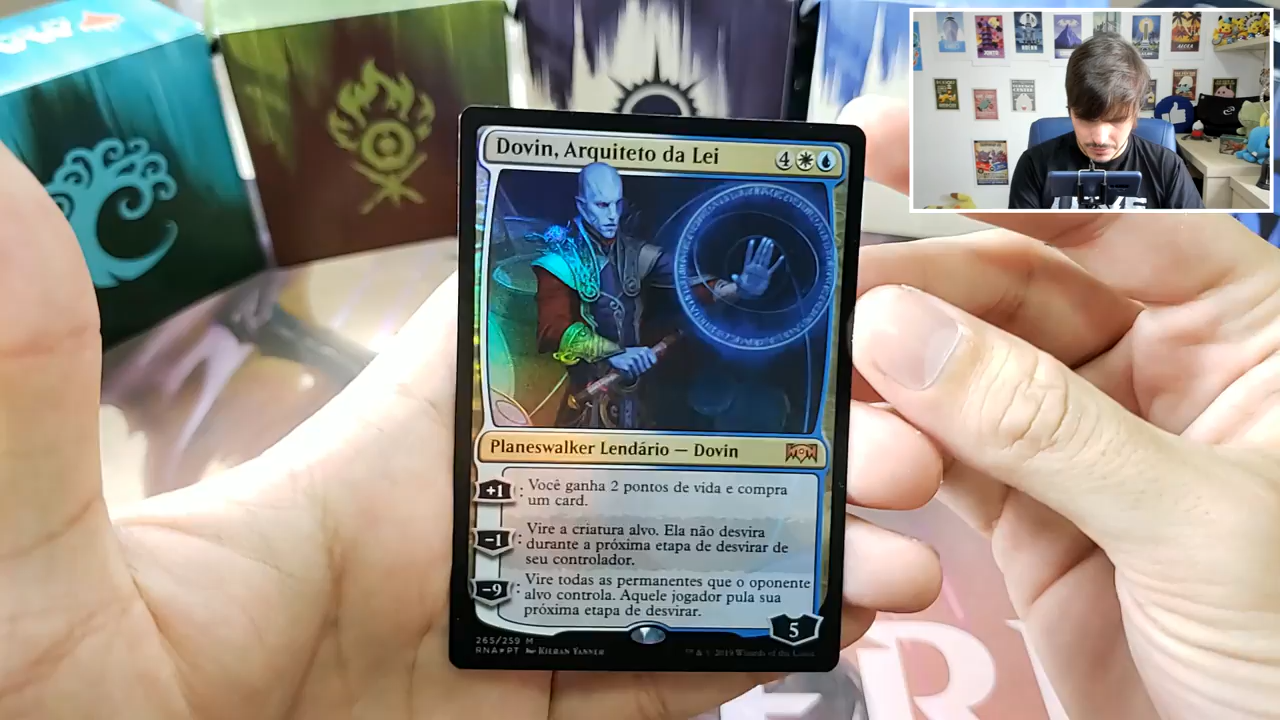 Dovin, Arquiteto da Lei 4
Planeswalker Lendário — Dovin
+1: Você ganha 2 pontos de vida e compra
um card.
−1: Vire a criatura alvo. Ela não desvira
durante a próxima etapa de desvirar de
seu controlador.
−9: Vire todas as permanentes que o oponente
alvo controla. Aquele jogador pula sua
próxima etapa de desvirar.
5
265/259 M
RNA★PT Kieran Yanner
™ & © 2019 Wizards of the Coast